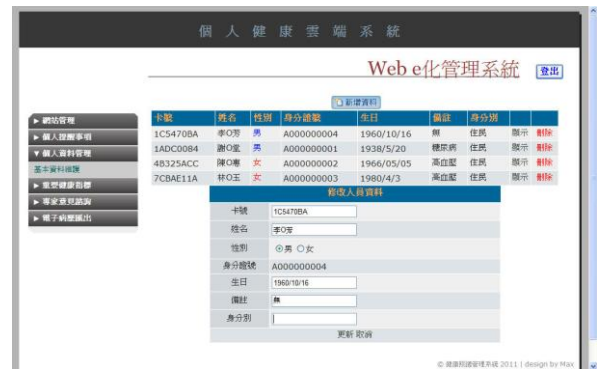 個人健康雲端系統
Web e化管理系統 登出
新增資料
▶ 網站管理
▶ 個人提醒事項
▼ 個人資料管理
基本資料維護
▶ 重要健康指標
▶ 專家意見諮詢
▶ 電子病歷匯出
卡號 姓名 性別 身分證號 生日 備註 身分別
1C5470BA 李O芳 男 A000000004 1960/10/16 無 住民 顯示 刪除
1ADC0084 謝O童 男 A000000001 1938/5/20 糖尿病 住民 顯示 刪除
4B325ACC 陳O惠 女 A000000002 1966/05/05 高血壓 住民 顯示 刪除
7CBAE11A 林O玉 女 A000000003 1980/4/3 高血壓 住民 顯示 刪除
修改人員資料
卡號 1C5470BA
姓名 李O芳
性別 男 女
身分證號 A000000004
生日 1960/10/16
備註 無
身分別
更新 取消
© 健康照護管理系統 2011 | design by Max